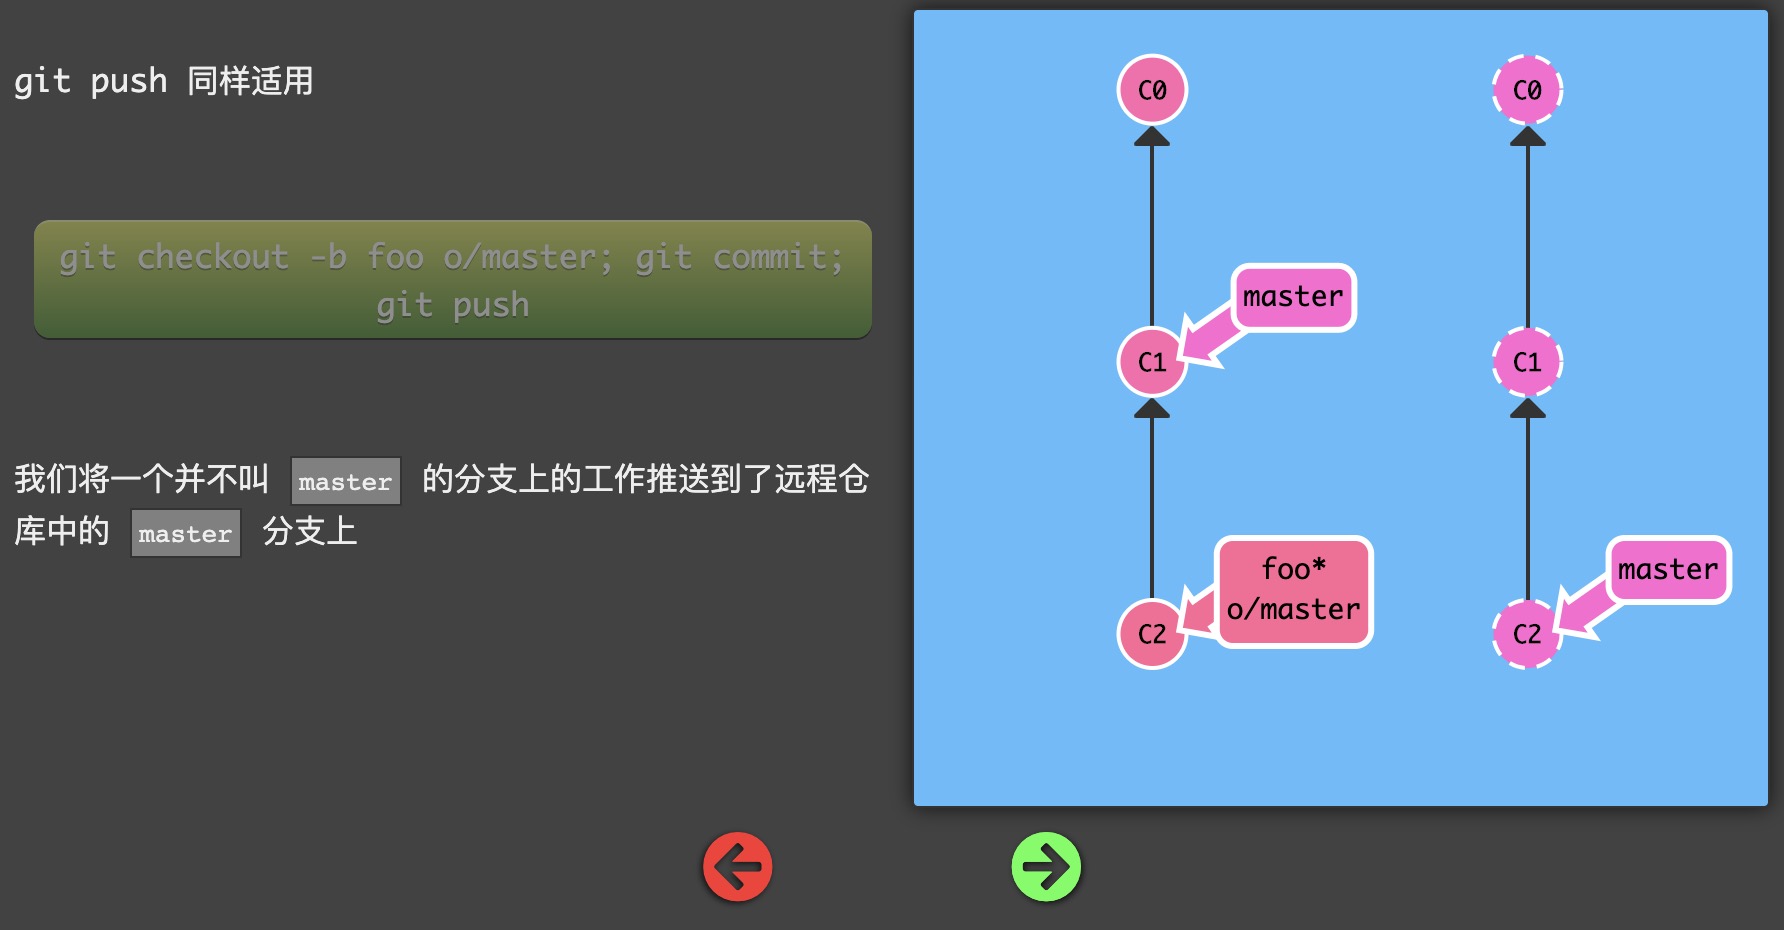 git push 同样适用
git checkout -b foo o/master; git commit;
git push
我们将一个并不叫 master 的分支上的工作推送到了远程仓
库中的 master 分支上
C0
C0
master
C1
C1
foo*
o/master
master
C2
C2